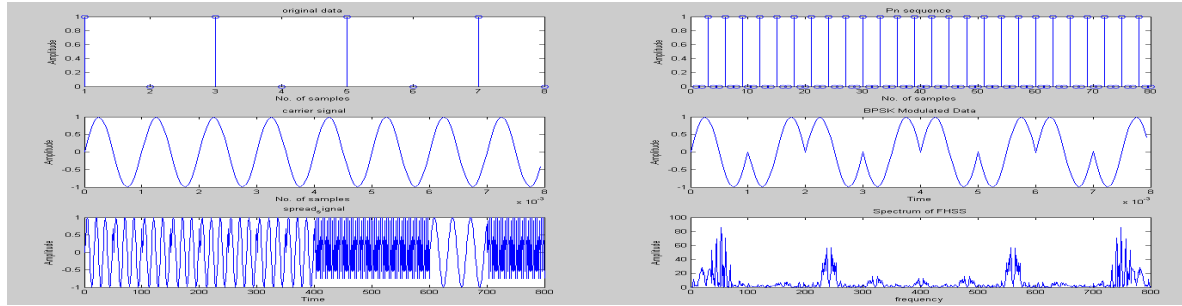 original data
Amplitude
1
0.8
0.6
0.4
0.2
0
1 2 3 4 5 6 7 8
No. of samples
Pn sequence
Amplitude
1
0.8
0.6
0.4
0.2
0
0 10 20 30 40 50 60 70 80
No. of samples
carrier signal
Amplitude
1
0.5
0
-0.5
-1
0 1 2 3 4 5 6 7 8
No. of samples
× 10⁻³
BPSK Modulated Data
Amplitude
1
0.5
0
-0.5
-1
0 1 2 3 4 5 6 7 8
Time
× 10⁻³
spreadsignal
Amplitude
1
0.5
0
-0.5
-1
0 100 200 300 400 500 600 700 800
Time
Spectrum of FHSS
Amplitude
100
80
60
40
20
0
0 100 200 300 400 500 600 700 800
frequency